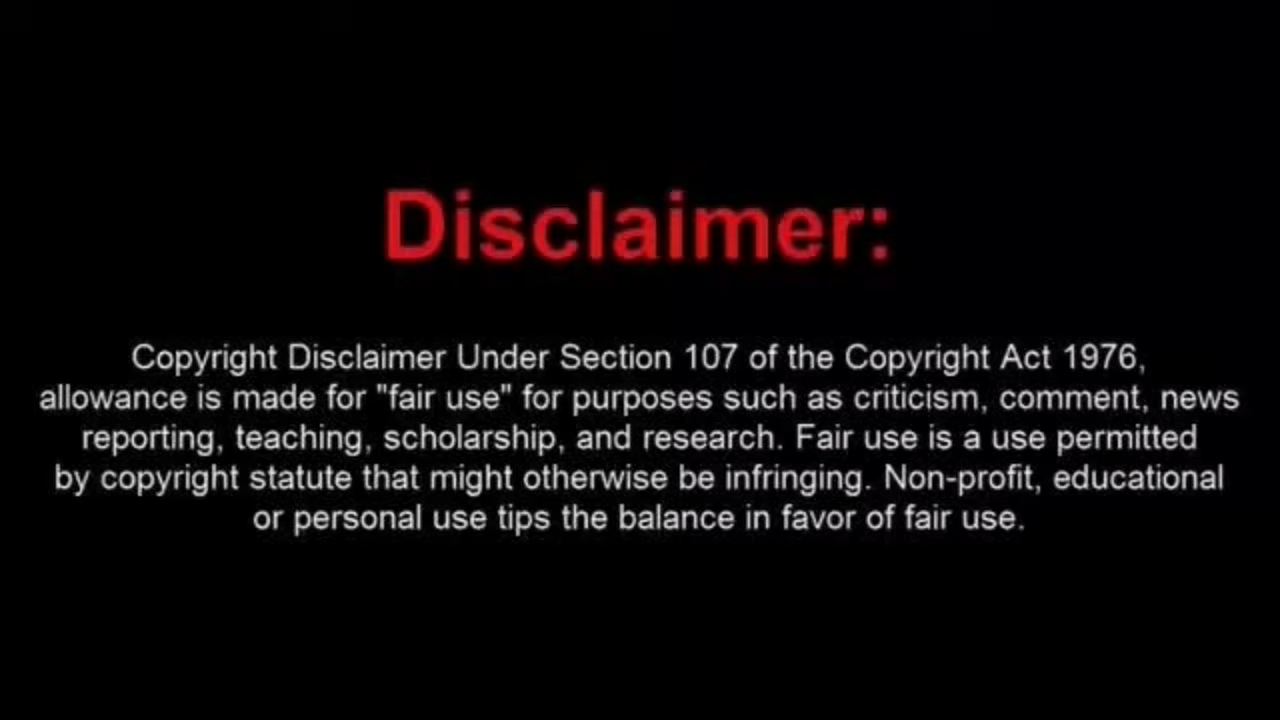 Disclaimer:
Copyright Disclaimer Under Section 107 of the Copyright Act 1976,
allowance is made for "fair use" for purposes such as criticism, comment, news
reporting, teaching, scholarship, and research. Fair use is a use permitted
by copyright statute that might otherwise be infringing. Non-profit, educational
or personal use tips the balance in favor of fair use.